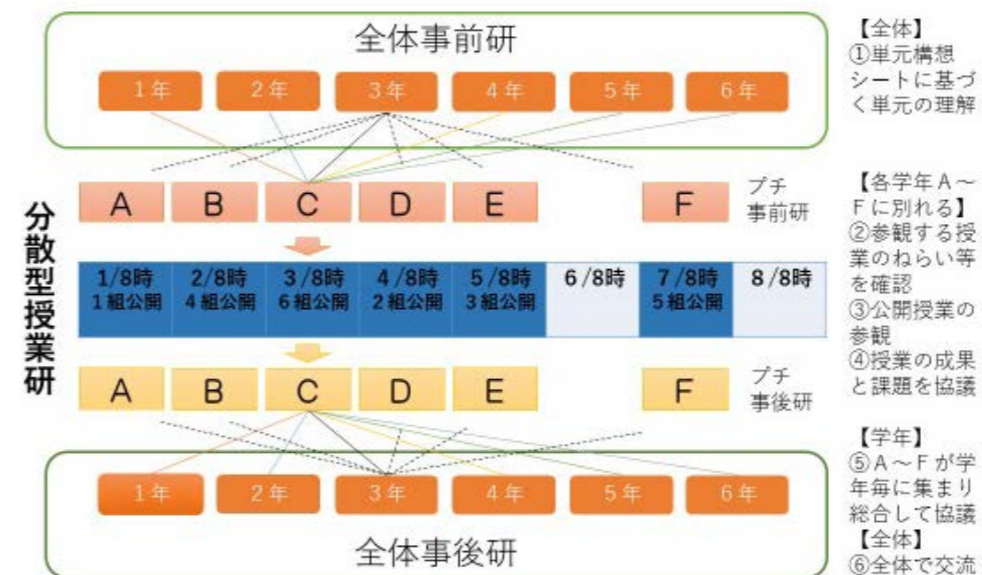 全体事前研
1年 2年 3年 4年 5年 6年
【全体】
①単元構想
シートに基づ
く単元の理解
分散型授業研
A B C D E F
プチ
事前研
【各学年A～
Fに別れる】
②参観する授
業のねらい等
を確認
③公開授業の
参観
④授業の成果
と課題を協議
1/8時 2/8時 3/8時 4/8時 5/8時 6/8時 7/8時 8/8時
1組公開 4組公開 6組公開 2組公開 3組公開 5組公開
A B C D E F
プチ
事後研
1年 2年 3年 4年 5年 6年
全体事後研
【学年】
⑤A～Fが学
年毎に集まり
総合して協議
【全体】
⑥全体で交流